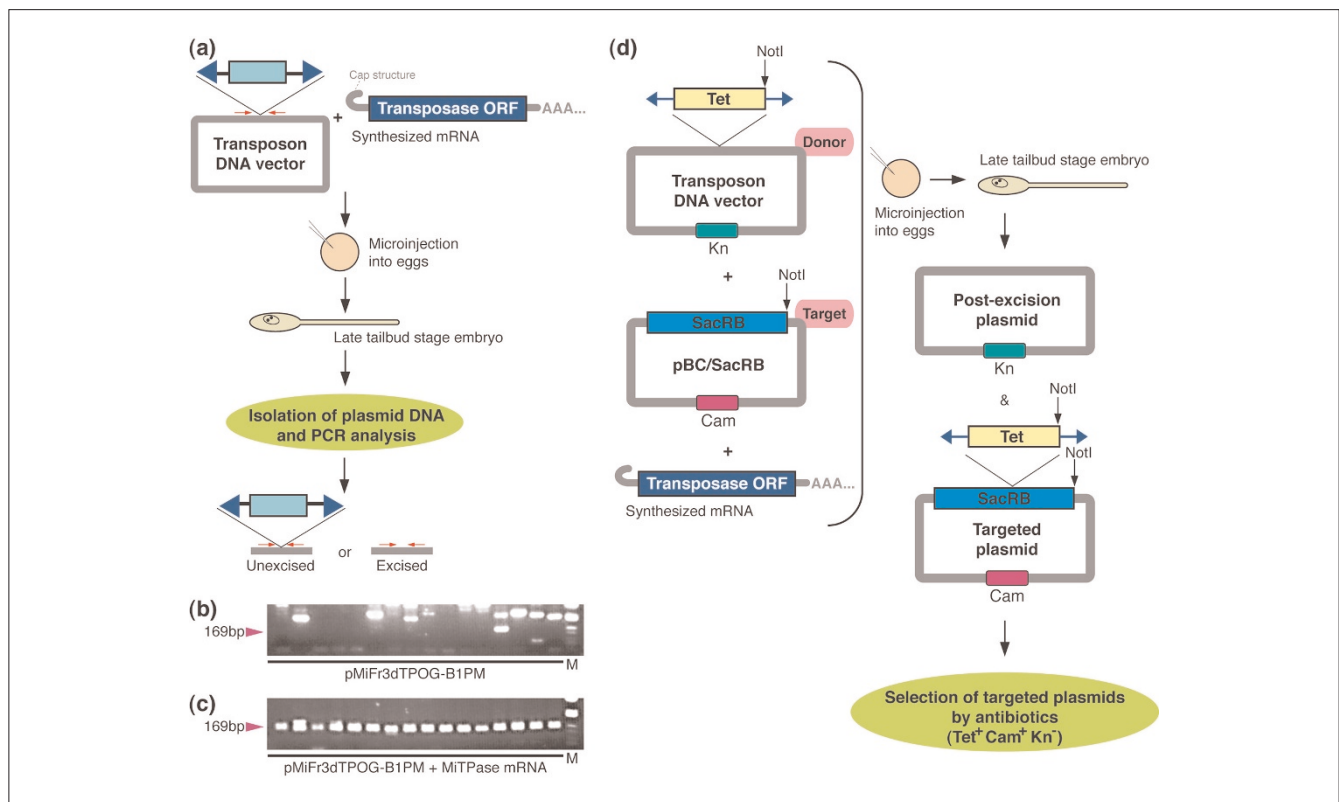 (a)
Cap structure
+
Transposase ORF
AAA...
Synthesized mRNA
Transposon
DNA vector
Microinjection
into eggs
Late tailbud stage embryo
Isolation of plasmid DNA
and PCR analysis
Unexcised
or
Excised
(b)
169bp
M
pMiFr3dTPOG-B1PM
(c)
169bp
M
pMiFr3dTPOG-B1PM + MiTPase mRNA
(d)
NotI
Tet
Donor
Transposon
DNA vector
Kn
+
NotI
SacRB
Target
pBC/SacRB
Cam
+
Transposase ORF
AAA...
Synthesized mRNA
Microinjection
into eggs
Late tailbud stage embryo
Post-excision
plasmid
Kn
&
NotI
Tet
NotI
SacRB
Targeted
plasmid
Cam
Selection of targeted plasmids
by antibiotics
(Tet⁺ Cam⁺ Kn⁻)